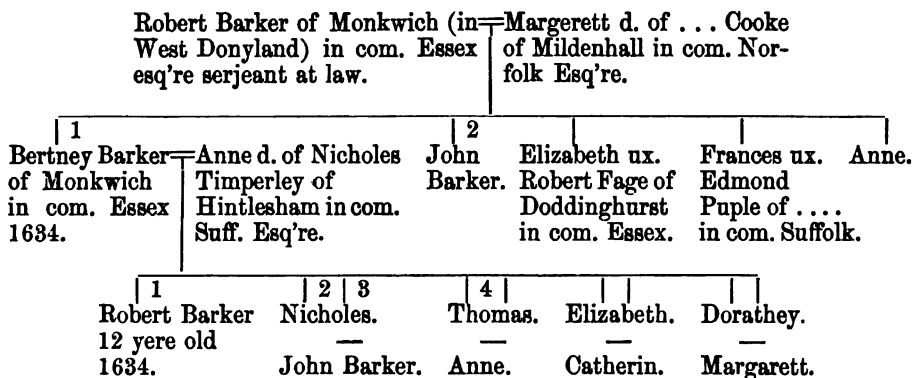 Robert Barker of Monkwich (in
West Donyland) in com. Essex
esq're serjeant at law.
Margerett d. of . . . Cooke
of Mildenhall in com. Nor-
folk Esq're.
1
Bertney Barker
of Monkwich
in com. Essex
1634.
Anne d. of Nicholes
Timperley of
Hintlesham in com.
Suff. Esq're.
2
John
Barker.
Elizabeth ux.
Robert Fage of
Doddinghurst
in com. Essex.
Frances ux.
Edmond
Puple of . . . .
in com. Suffolk.
Anne.
1
Robert Barker
12 yere old
1634.
2 3
Nicholes.
—
John Barker.
4
Thomas.
—
Anne.
Elizabeth.
—
Catherin.
Dorathey.
—
Margarett.